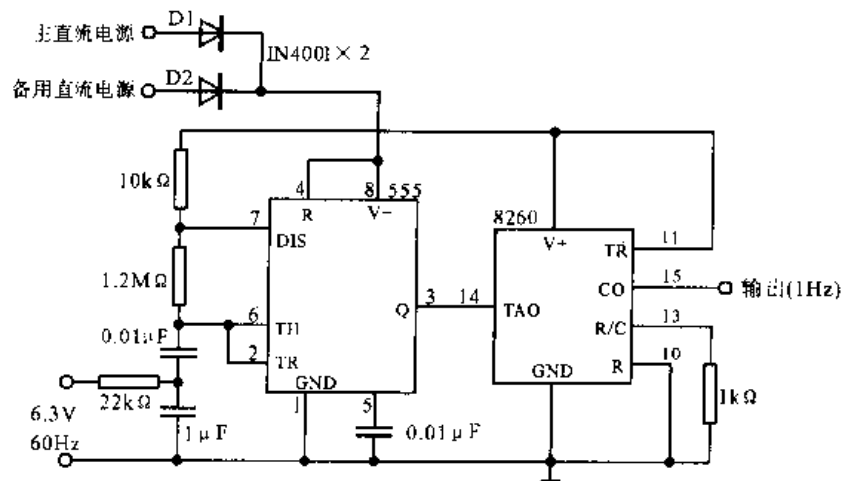 D1
主直流电源
IN4001×2
D2
备用直流电源
10kΩ
4
8
555
R
V-
7
DIS
8260
V+
TR
11
1.2MΩ
CO
15
输出(1Hz)
Q
3
14
TAO
6
TH
R/C
13
0.01μF
2
TR
R
10
GND
GND
22kΩ
1
5
1kΩ
6.3V
1μF
0.01μF
60Hz